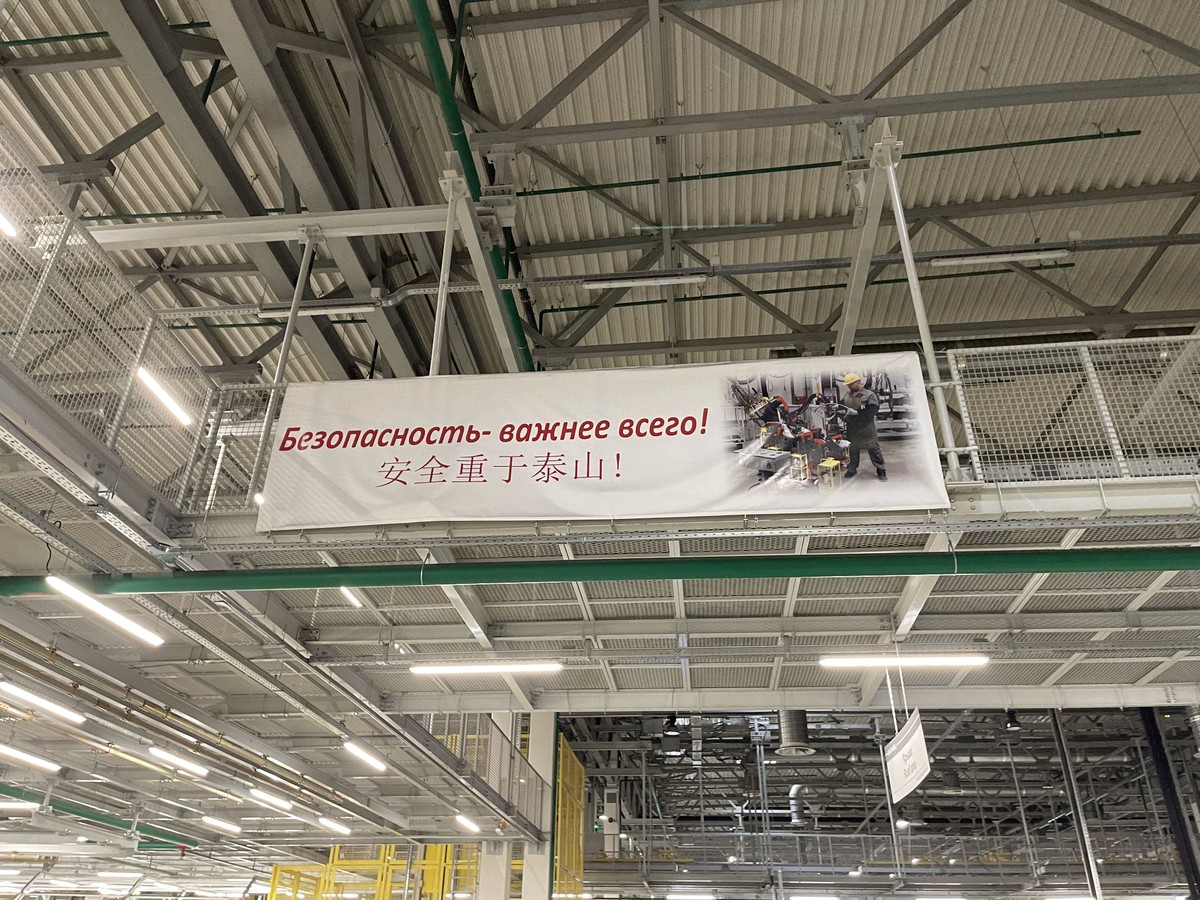 Безопасность- важнее всего!
安全重于泰山！